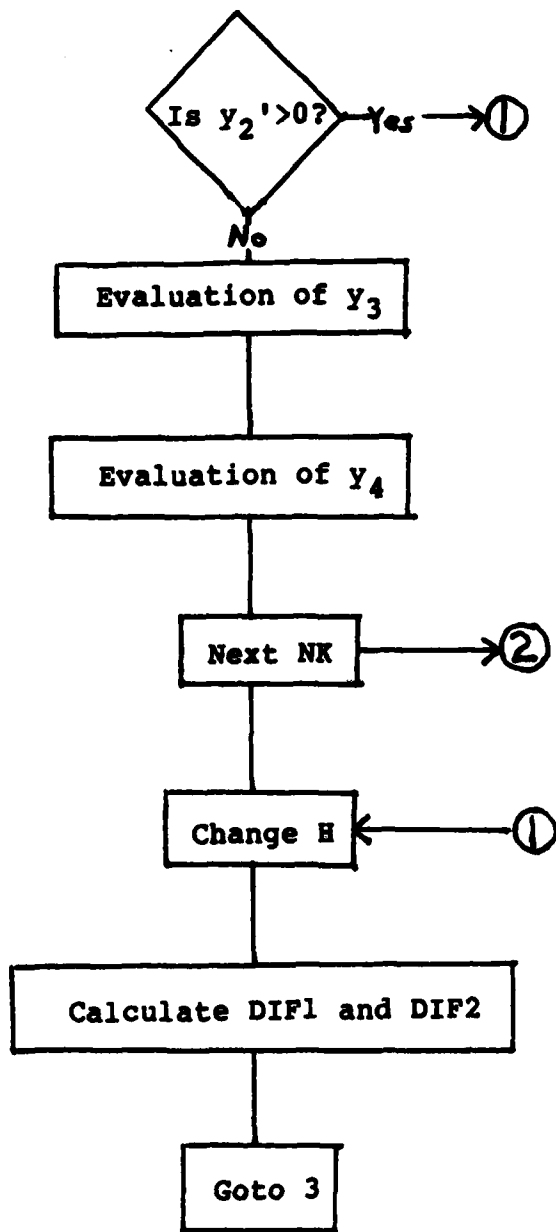 Is y₂'>0? Yes 1
No
Evaluation of y₃
Evaluation of y₄
Next NK 2
Change H 1
Calculate DIF1 and DIF2
Goto 3